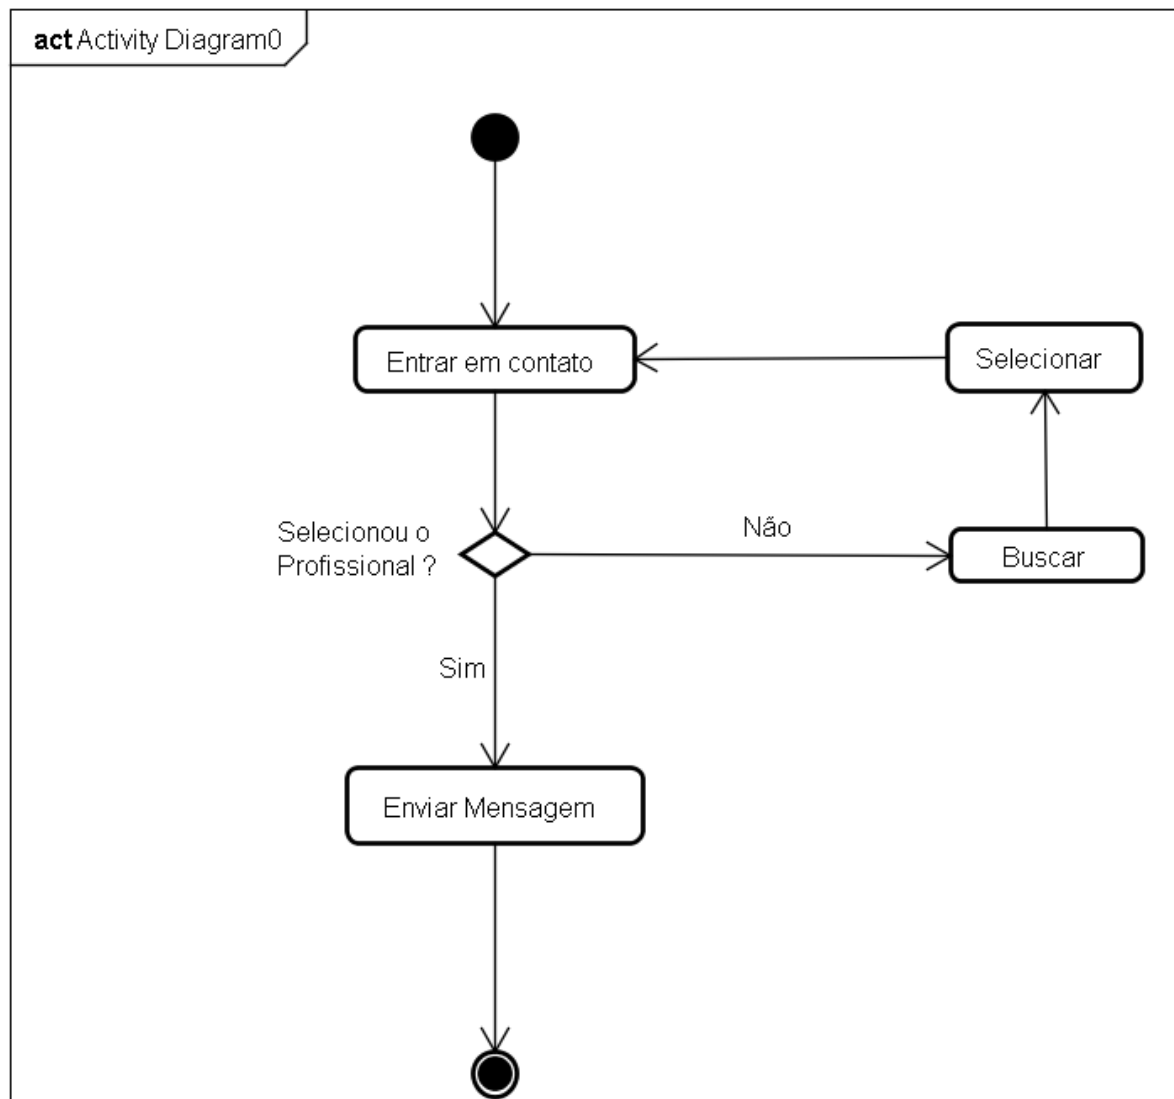 act Activity Diagram0
Entrar em contato
Selecionar
Selecionou o
Profissional ?
Não
Buscar
Sim
Enviar Mensagem